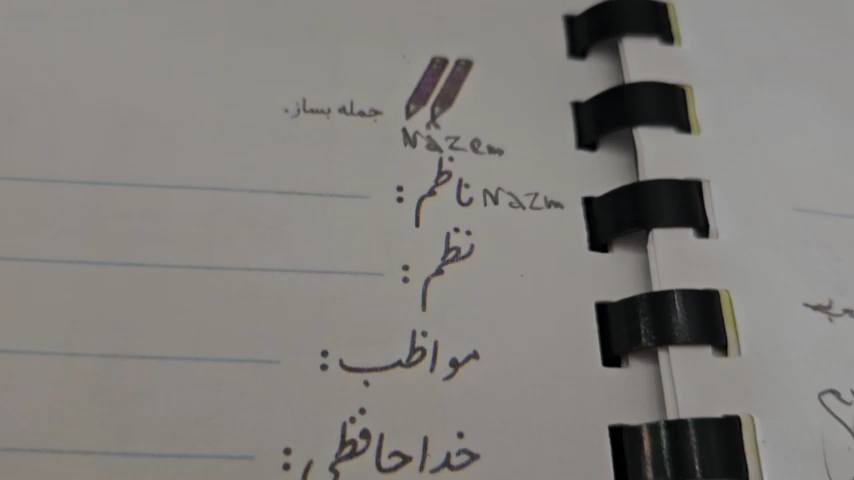 جمله بساز.
Nazem
ناظم : Nazm
نظم :
مواظب :
خداحافظی :